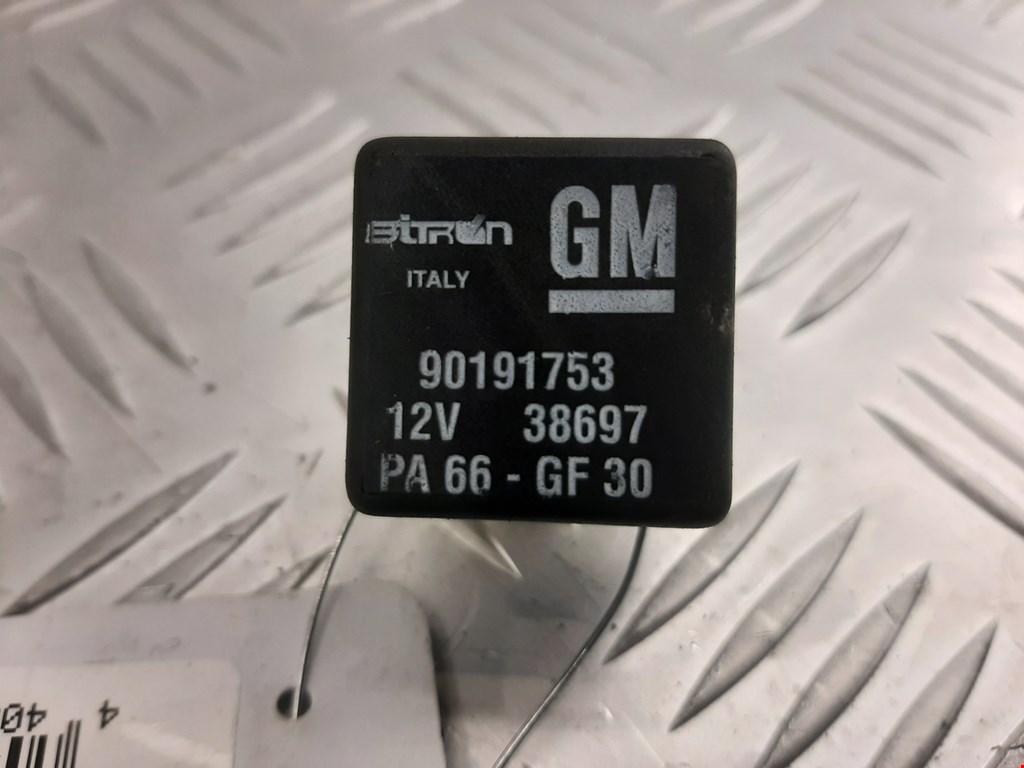 BITRON
ITALY
GM
90191753
12V 38697
PA 66 - GF 30